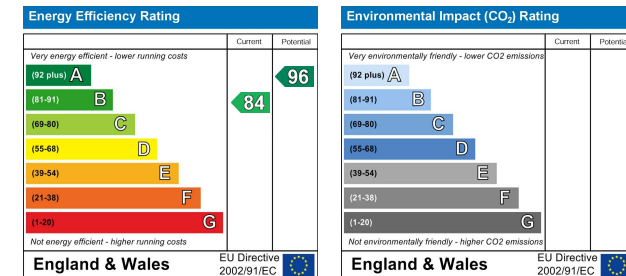 Energy Efficiency Rating
Current Potential
Very energy efficient - lower running costs
(92 plus) A
96
(81-91) B
84
(69-80) C
(55-68) D
(39-54) E
(21-38) F
(1-20) G
Not energy efficient - higher running costs
England & Wales
EU Directive
2002/91/EC
Environmental Impact (CO₂) Rating
Current Potential
Very environmentally friendly - lower CO2 emissions
(92 plus) A
(81-91) B
(69-80) C
(55-68) D
(39-54) E
(21-38) F
(1-20) G
Not environmentally friendly - higher CO2 emissions
England & Wales
EU Directive
2002/91/EC